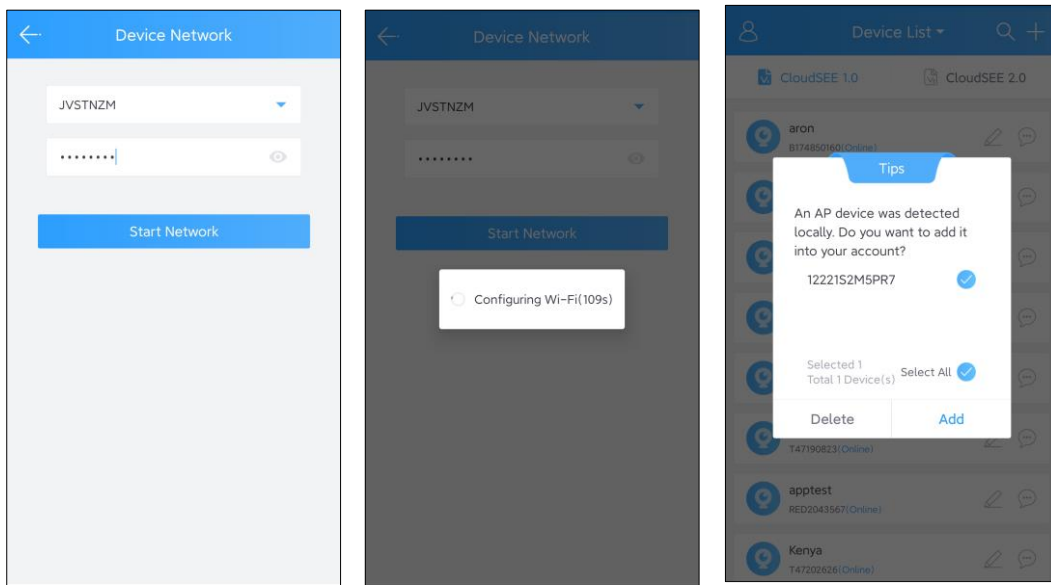 Device Network
JVSTNZM
••••••••
Start Network
Device Network
JVSTNZM
••••••••
Start Network
Configuring Wi-Fi(109s)
Device List
CloudSEE 1.0
CloudSEE 2.0
aron
B174850160(Online)
Tips
An AP device was detected
locally. Do you want to add it
into your account?
12221S2M5PR7
Selected 1
Total 1 Device(s)
Select All
Delete
Add
T47190823(Online)
apptest
RED2043567(Online)
Kenya
T47202626(Online)